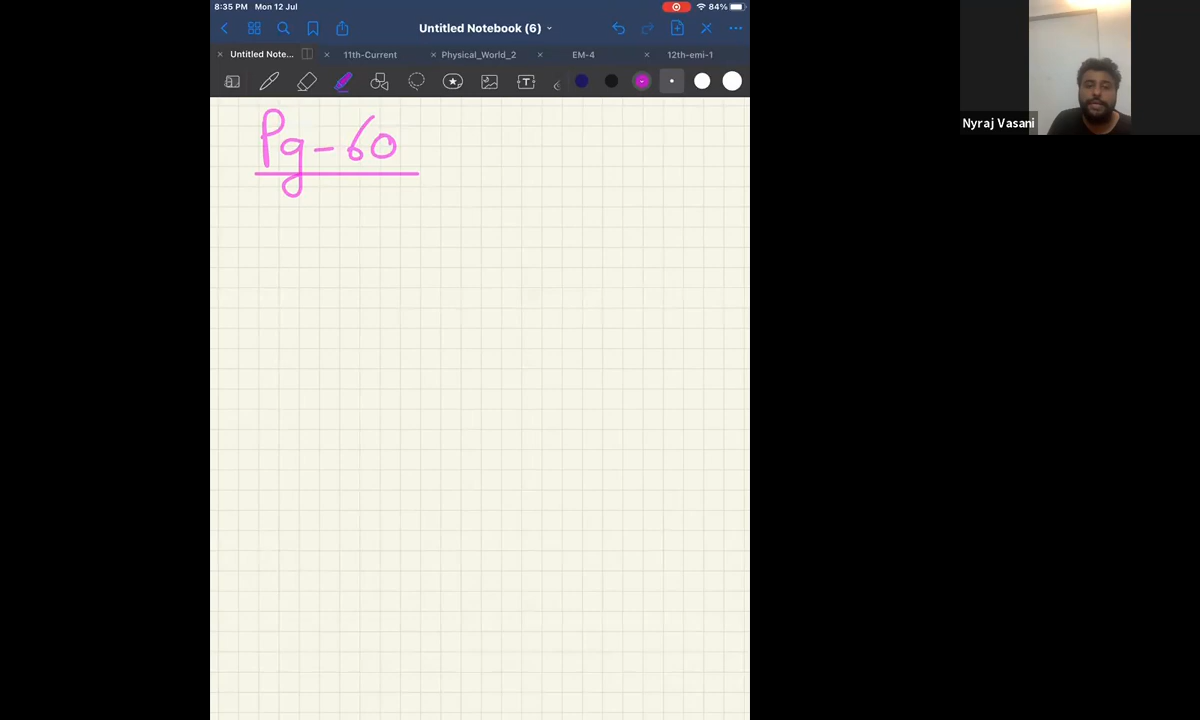 8:35 PM Mon 12 Jul
84%
Untitled Notebook (6)
Untitled Note...
11th-Current
Physical_World_2
EM-4
12th-emi-1
Pg-60
Nyraj Vasani